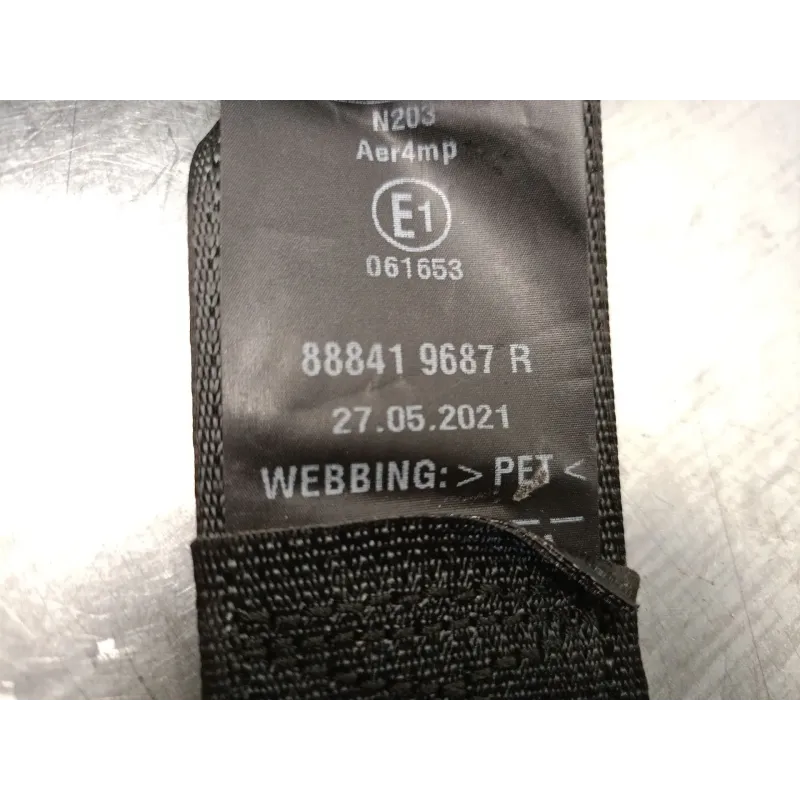 N203
Aer4mp
E1
061653
88841 9687 R
27.05.2021
WEBBING: > PET <